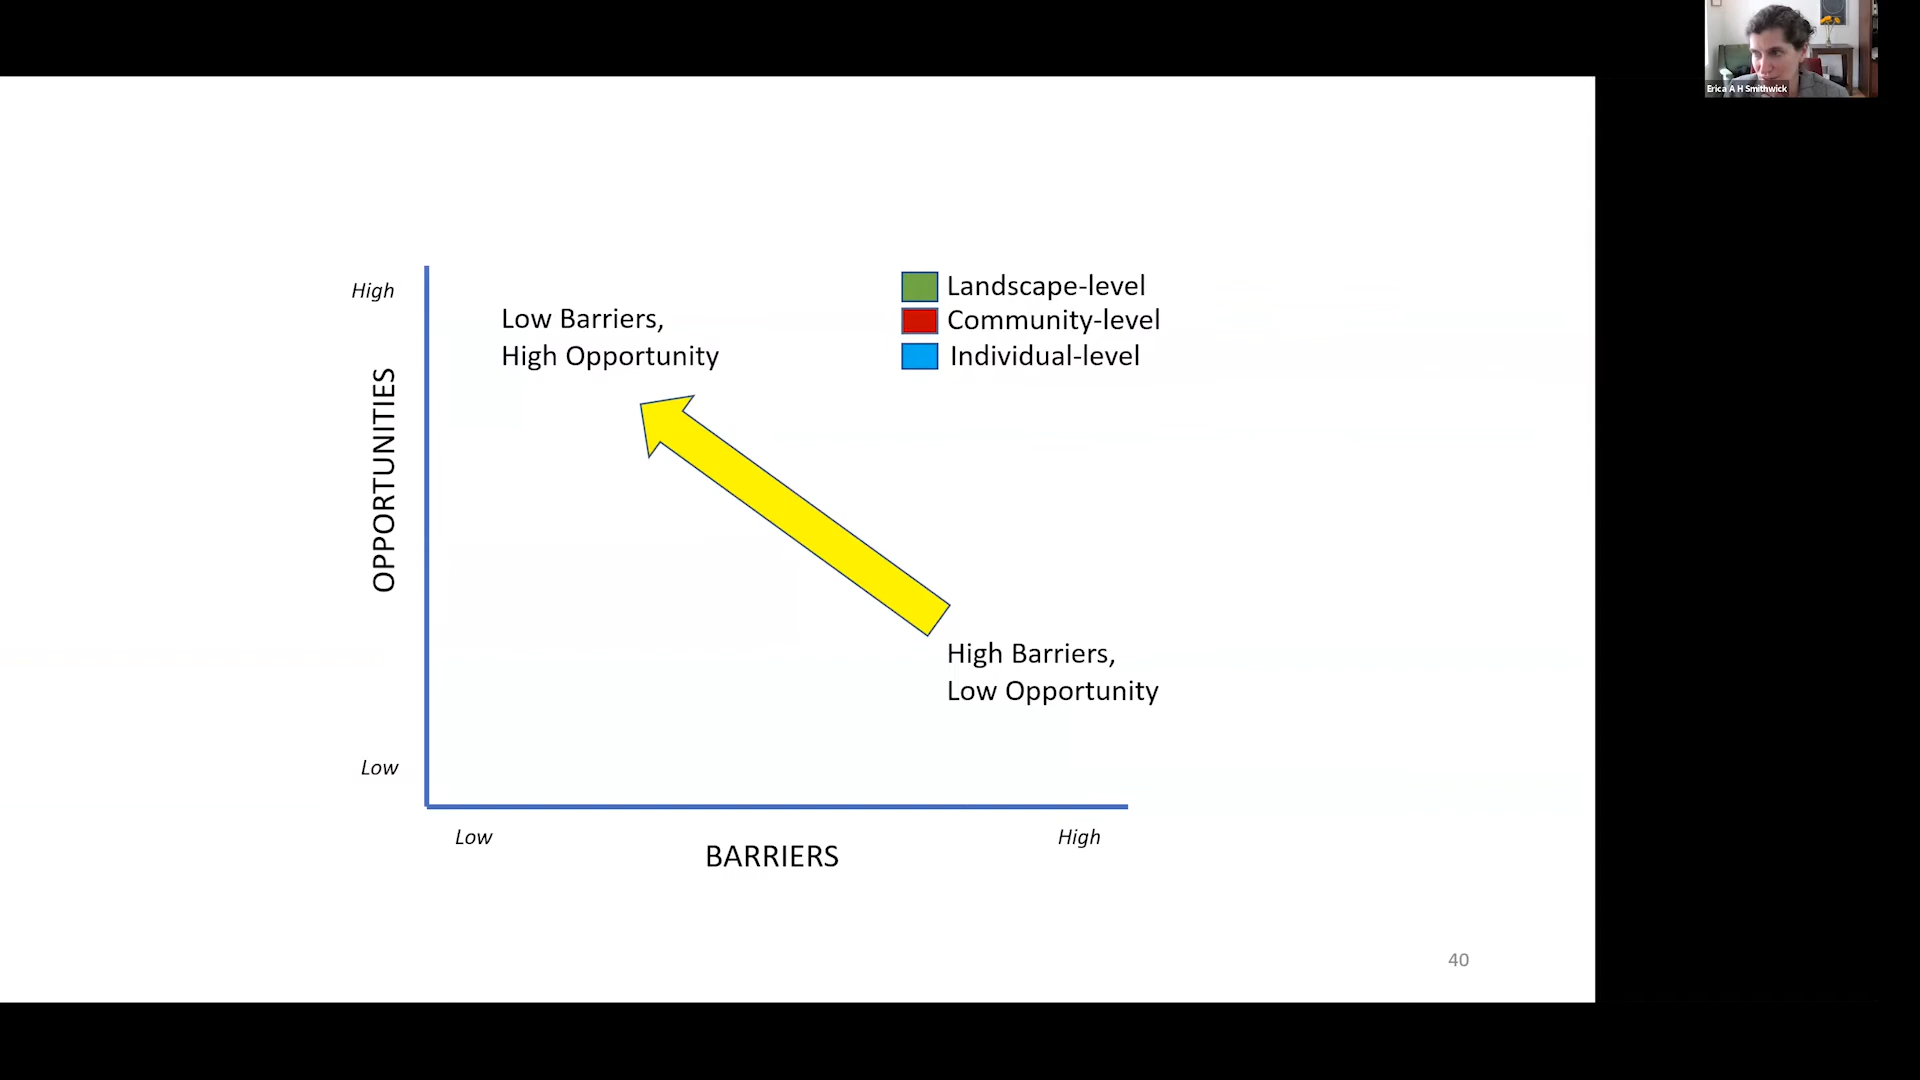 Erica A H Smithwick
High
Low Barriers,
High Opportunity
Landscape-level
Community-level
Individual-level
OPPORTUNITIES
High Barriers,
Low Opportunity
Low
Low
High
BARRIERS
40